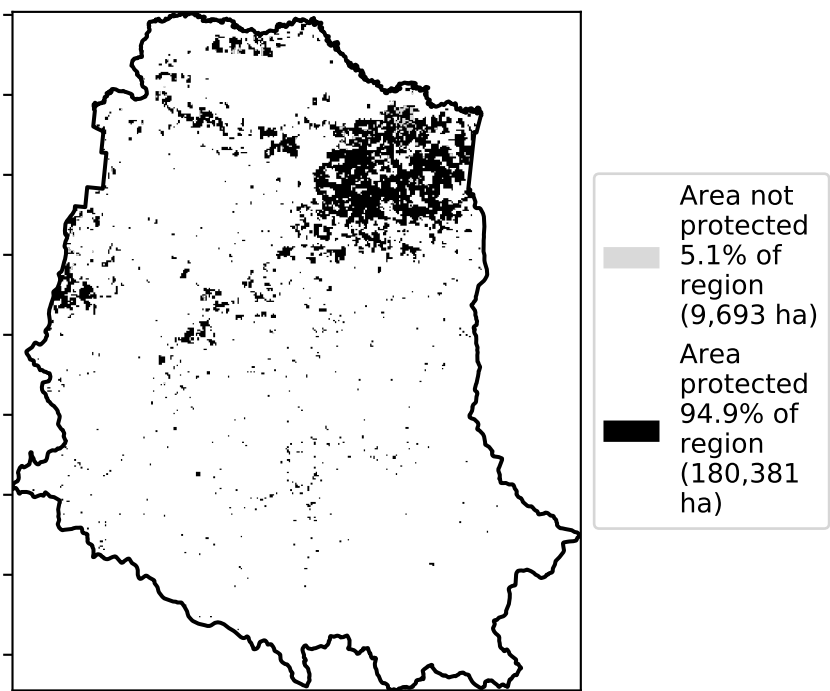 Area not
protected
5.1% of
region
(9,693 ha)
Area
protected
94.9% of
region
(180,381
ha)